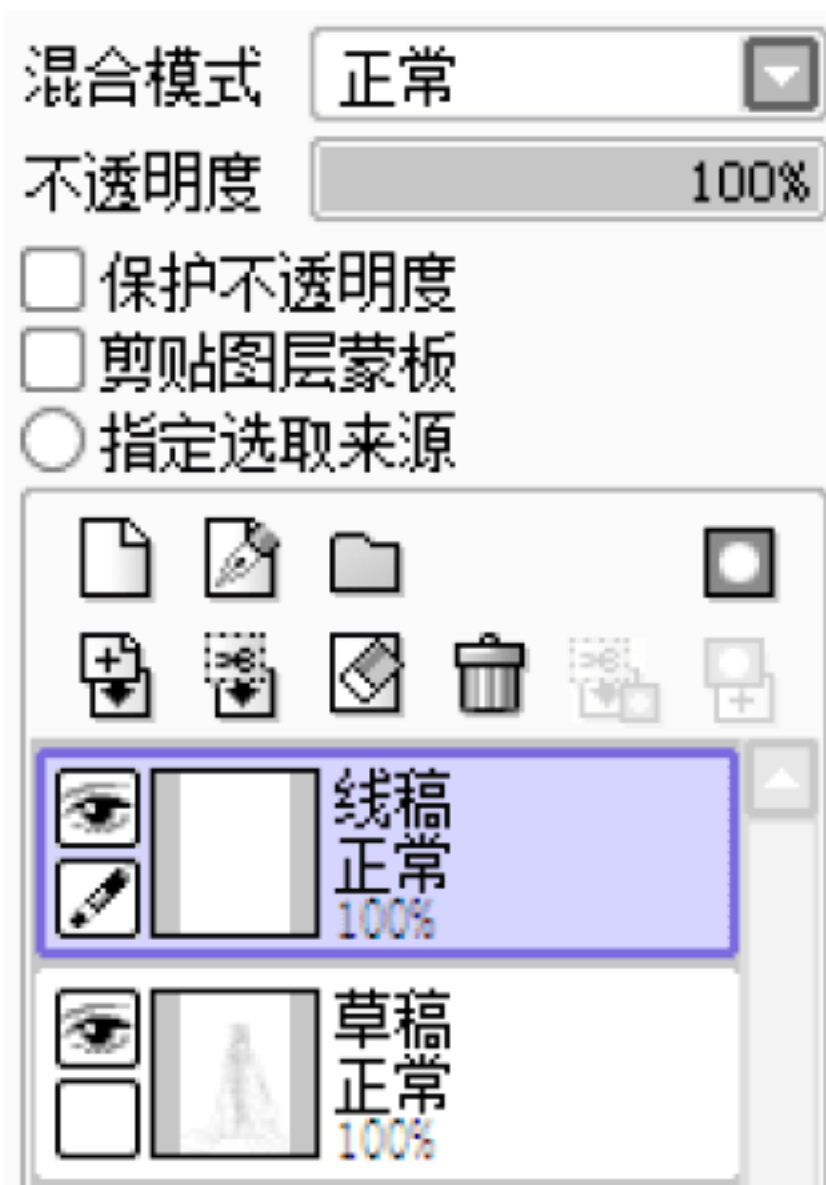 混合模式 正常
不透明度 100%
保护不透明度
剪贴图层蒙板
指定选取来源
线稿
正常
100%
草稿
正常
100%